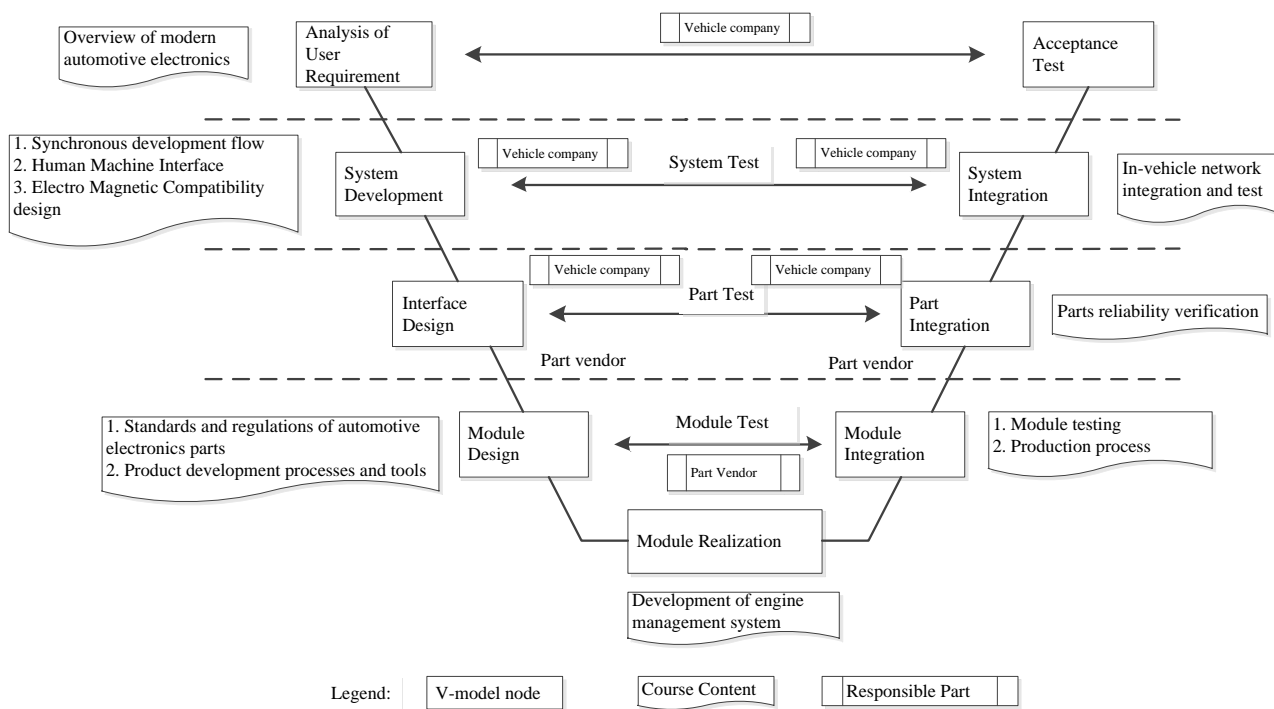 Overview of modern
automotive electronics
Analysis of
User
Requirement
Vehicle company
Acceptance
Test
1. Synchronous development flow
2. Human Machine Interface
3. Electro Magnetic Compatibility
design
System
Development
Vehicle company
System Test
Vehicle company
System
Integration
In-vehicle network
integration and test
Interface
Design
Vehicle company
Part Test
Vehicle company
Part
Integration
Parts reliability verification
Part vendor
Part vendor
1. Standards and regulations of automotive
electronics parts
2. Product development processes and tools
Module
Design
Module Test
Part Vendor
Module
Integration
1. Module testing
2. Production process
Module Realization
Development of engine
management system
Legend:
V-model node
Course Content
Responsible Part